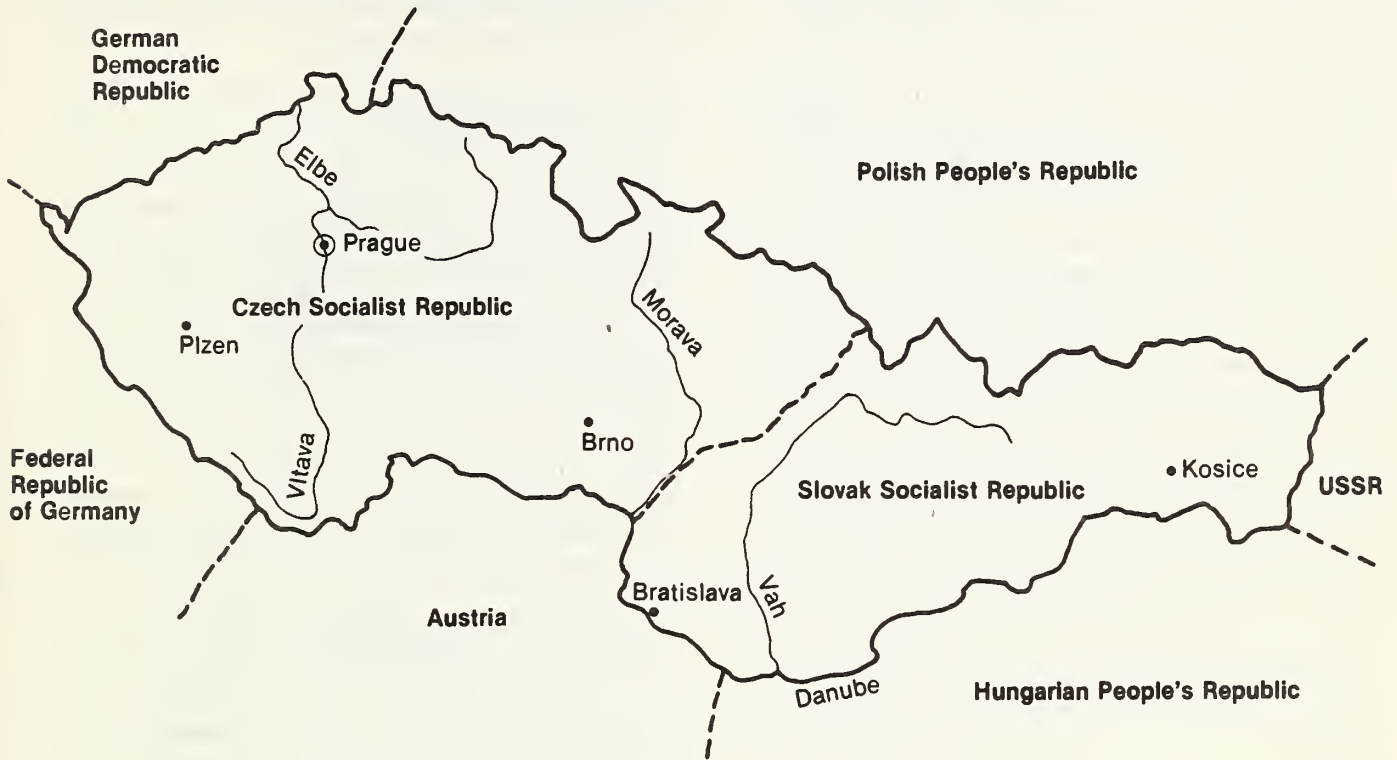 German
Democratic
Republic
Polish People's Republic
Elbe
Prague
Czech Socialist Republic
Plzen
Morava
Brno
Vltava
Federal
Republic
of Germany
Kosice
Slovak Socialist Republic
USSR
Bratislava
Vah
Austria
Danube
Hungarian People's Republic